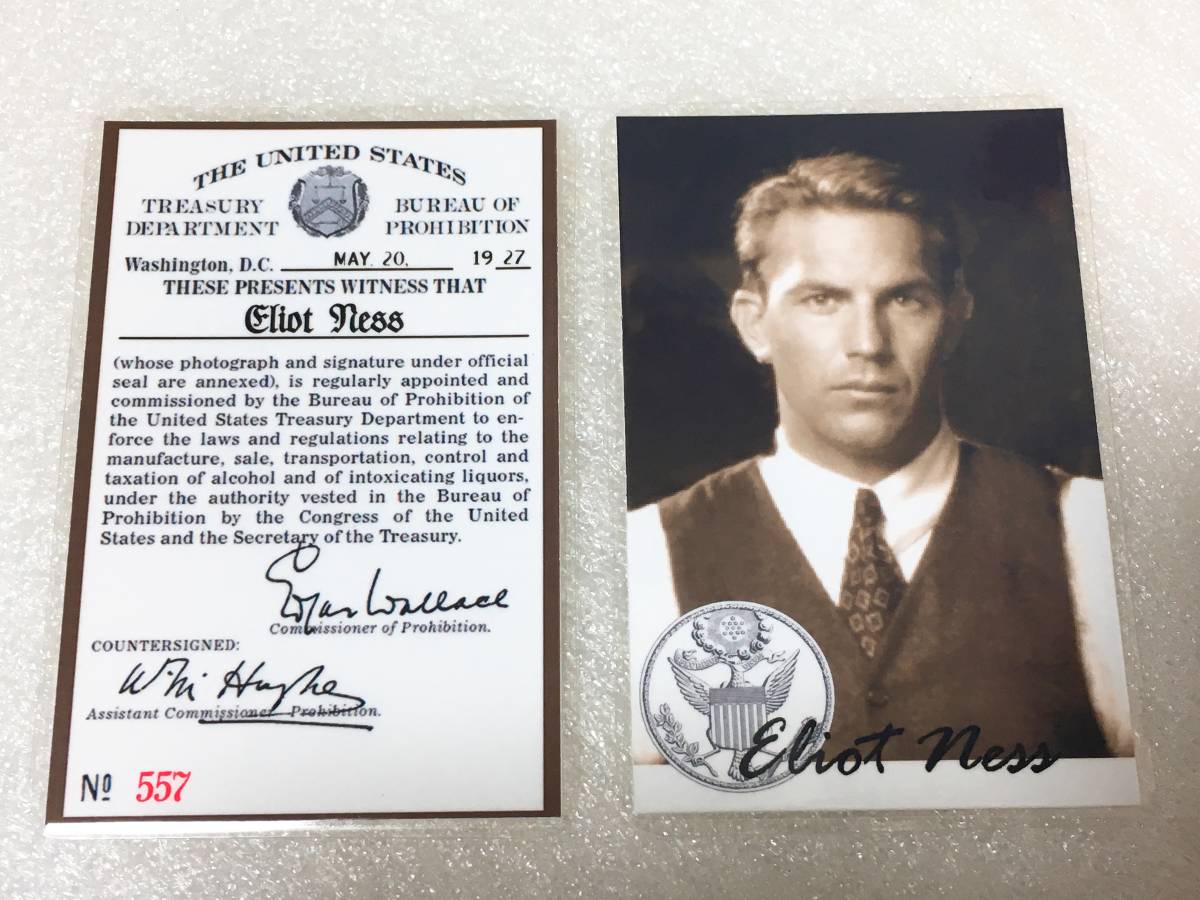 THE UNITED STATES
TREASURY DEPARTMENT
BUREAU OF PROHIBITION
Washington, D.C. MAY. 20, 19 27
THESE PRESENTS WITNESS THAT
Eliot Ness
(whose photograph and signature under official
seal are annexed), is regularly appointed and
commissioned by the Bureau of Prohibition of
the United States Treasury Department to en-
force the laws and regulations relating to the
manufacture, sale, transportation, control and
taxation of alcohol and of intoxicating liquors,
under the authority vested in the Bureau of
Prohibition by the Congress of the United
States and the Secretary of the Treasury.
Wallace
Commissioner of Prohibition.
COUNTERSIGNED:
Assistant Commissioner Prohibition.
Nº 557
Eliot Ness